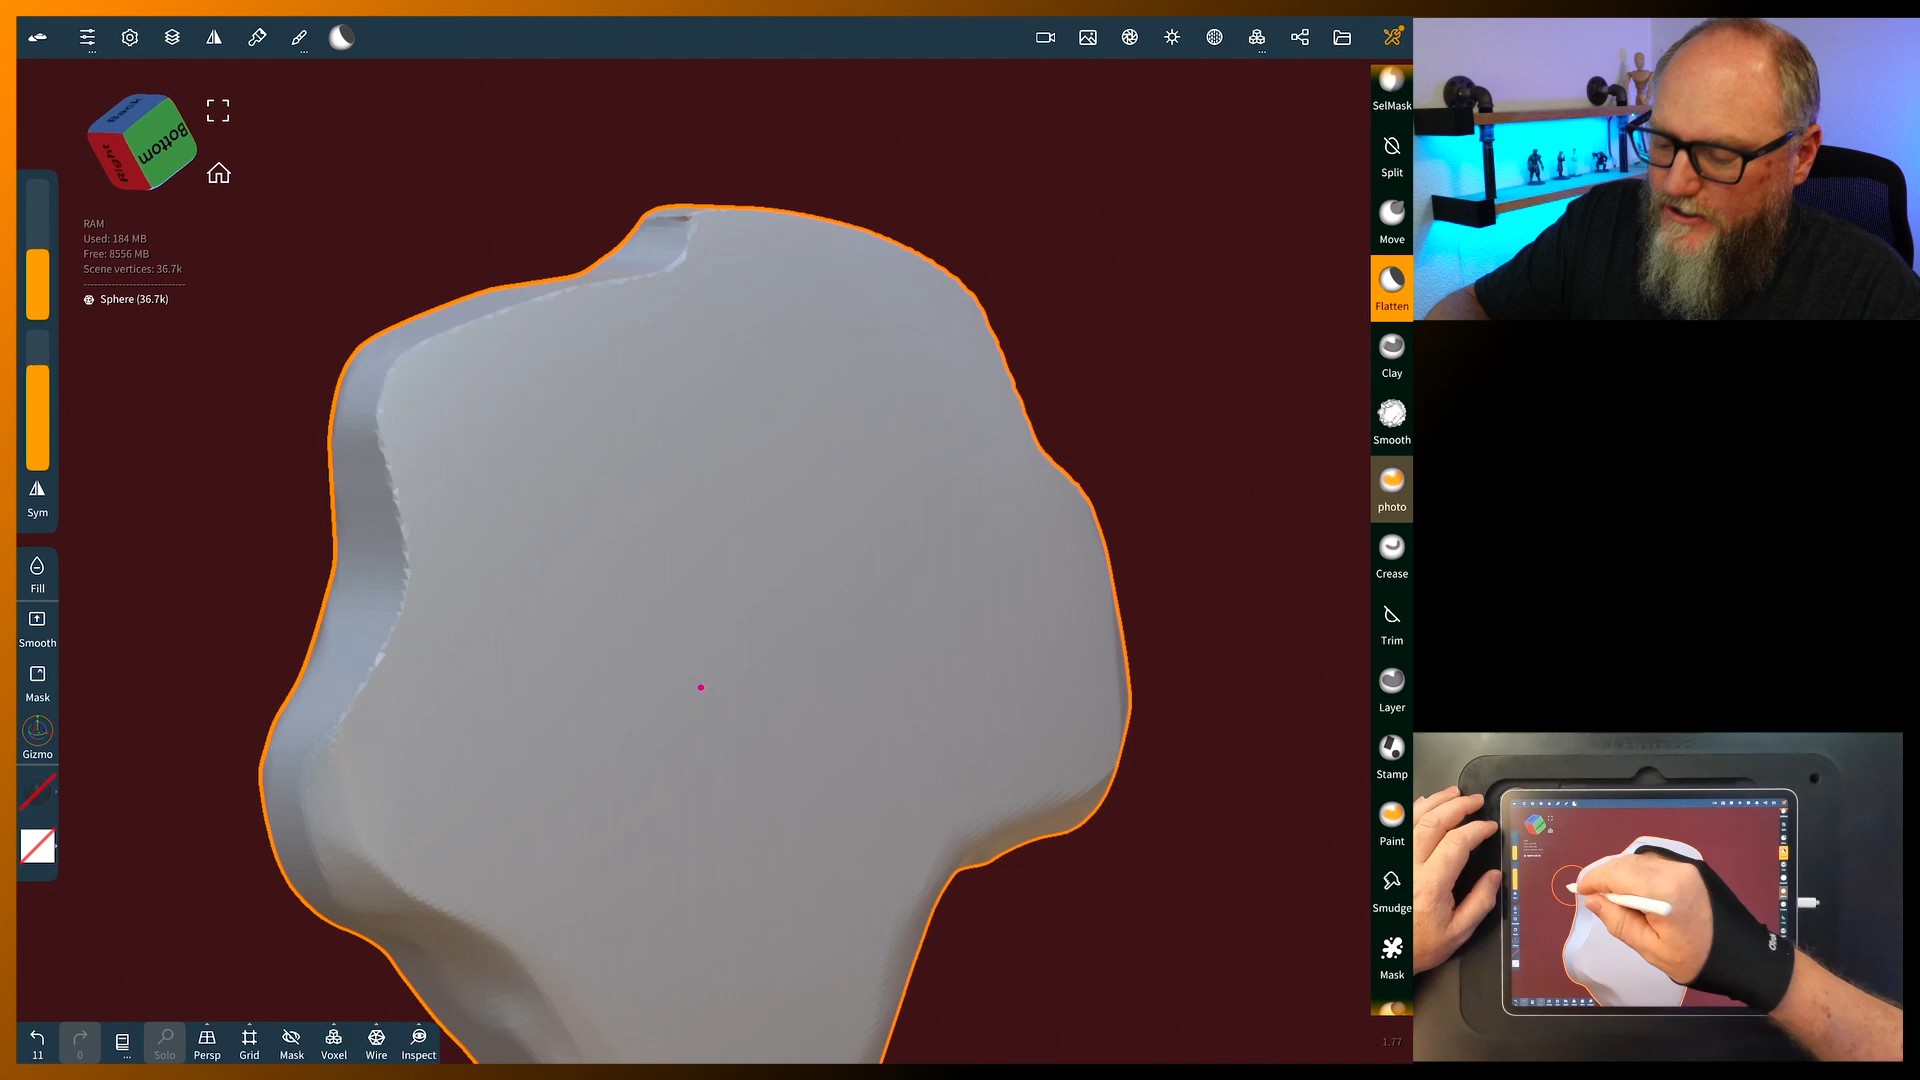 Back
Right
Bottom
RAM
Used: 184 MB
Free: 8556 MB
Scene vertices: 36.7k
Sphere (36.7k)
Sym
Fill
Smooth
Mask
Gizmo
11
0
Solo
Persp
Grid
Mask
Voxel
Wire
Inspect
1.77
SelMask
Split
Move
Flatten
Clay
Smooth
photo
Crease
Trim
Layer
Stamp
Paint
Smudge
Mask